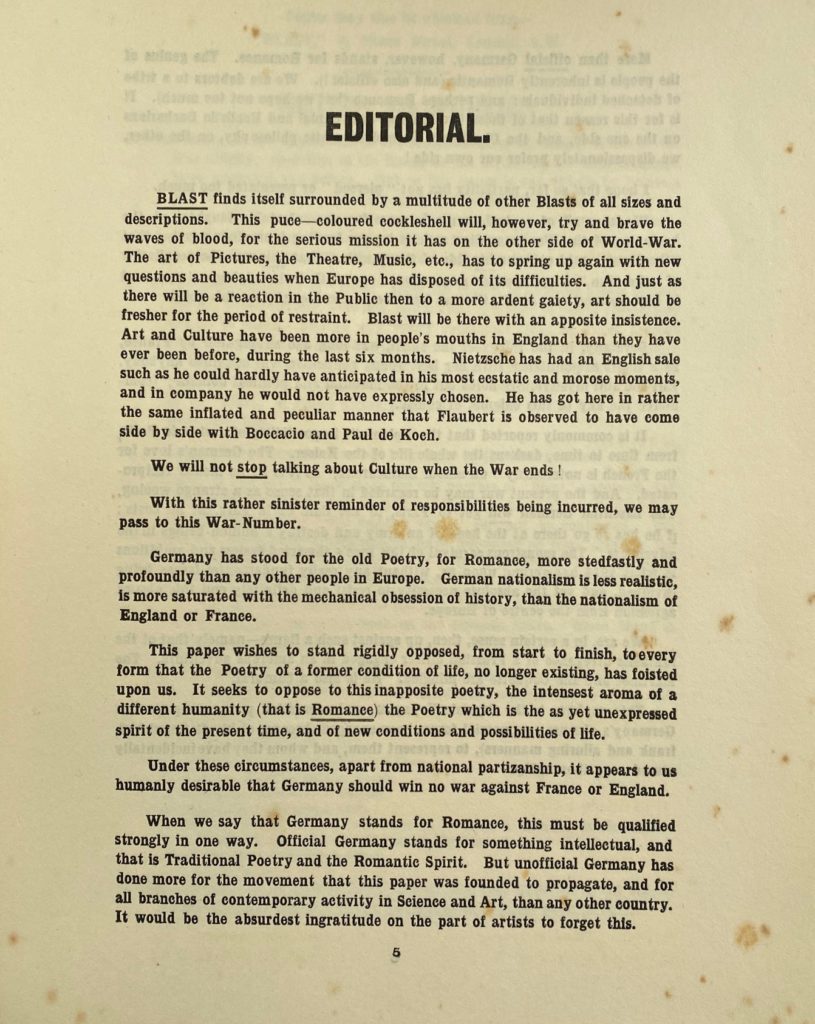 EDITORIAL.
BLAST finds itself surrounded by a multitude of other Blasts of all sizes and
descriptions. This puce—coloured cockleshell will, however, try and brave the
waves of blood, for the serious mission it has on the other side of World-War.
The art of Pictures, the Theatre, Music, etc., has to spring up again with new
questions and beauties when Europe has disposed of its difficulties. And just as
there will be a reaction in the Public then to a more ardent gaiety, art should be
fresher for the period of restraint. Blast will be there with an apposite insistence.
Art and Culture have been more in people's mouths in England than they have
ever been before, during the last six months. Nietzsche has had an English sale
such as he could hardly have anticipated in his most ecstatic and morose moments,
and in company he would not have expressly chosen. He has got here in rather
the same inflated and peculiar manner that Flaubert is observed to have come
side by side with Boccacio and Paul de Koch.
We will not stop talking about Culture when the War ends !
With this rather sinister reminder of responsibilities being incurred, we may
pass to this War-Number.
Germany has stood for the old Poetry, for Romance, more stedfastly and
profoundly than any other people in Europe. German nationalism is less realistic,
is more saturated with the mechanical obsession of history, than the nationalism of
England or France.
This paper wishes to stand rigidly opposed, from start to finish, to every
form that the Poetry of a former condition of life, no longer existing, has foisted
upon us. It seeks to oppose to this inapposite poetry, the intensest aroma of a
different humanity (that is Romance) the Poetry which is the as yet unexpressed
spirit of the present time, and of new conditions and possibilities of life.
Under these circumstances, apart from national partizanship, it appears to us
humanly desirable that Germany should win no war against France or England.
When we say that Germany stands for Romance, this must be qualified
strongly in one way. Official Germany stands for something intellectual, and
that is Traditional Poetry and the Romantic Spirit. But unofficial Germany has
done more for the movement that this paper was founded to propagate, and for
all branches of contemporary activity in Science and Art, than any other country.
It would be the absurdest ingratitude on the part of artists to forget this.
5